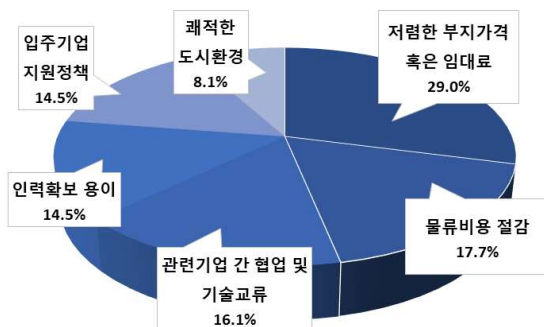 입주기업
지원정책
14.5%
쾌적한
도시환경
8.1%
저렴한 부지가격
혹은 임대료
29.0%
인력확보 용이
14.5%
물류비용 절감
17.7%
관련기업 간 협업 및
기술교류
16.1%